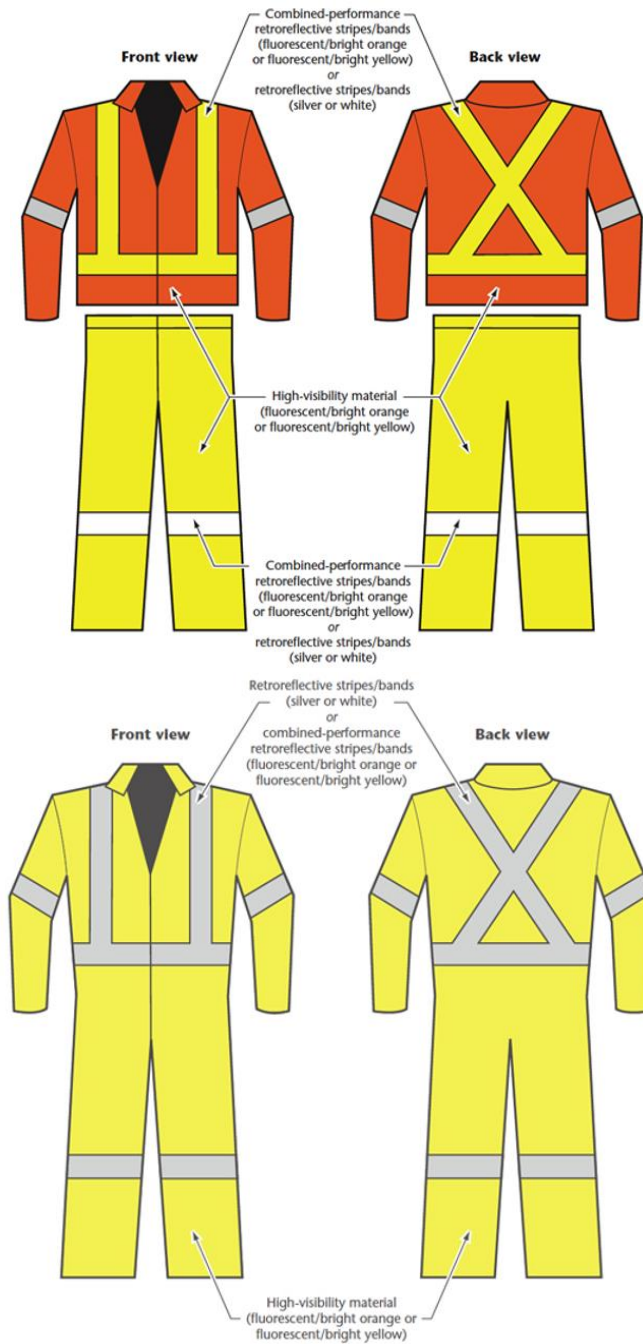 Combined-performance
retroreflective stripes/bands
(fluorescent/bright orange
or fluorescent/bright yellow)
or
retroreflective stripes/bands
(silver or white)
Front view
Back view
High-visibility material
(fluorescent/bright orange
or fluorescent/bright yellow)
Combined-performance
retroreflective stripes/bands
(fluorescent/bright orange
or fluorescent/bright yellow)
or
retroreflective stripes/bands
(silver or white)
Retroreflective stripes/bands
(silver or white)
or
combined-performance
retroreflective stripes/bands
(fluorescent/bright orange or
fluorescent/bright yellow)
Front view
Back view
High-visibility material
(fluorescent/bright orange or
fluorescent/bright yellow)